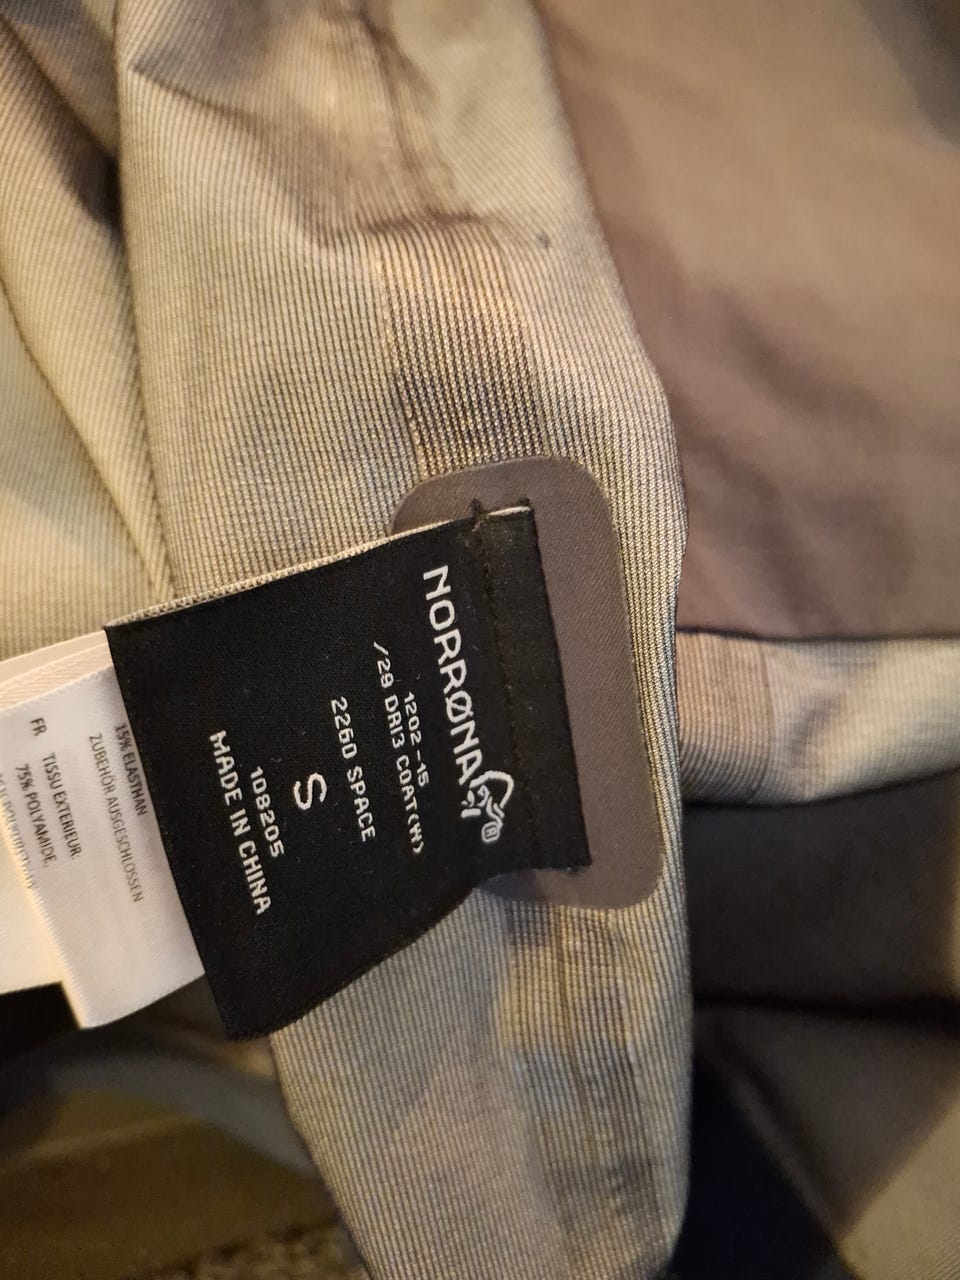 NORRØNA®
1202-15
/29 DRI3 COAT(W)
2260 SPACE
S
108205
MADE IN CHINA
15% ELASTHAN
ZUBEHÖR AUSGESCHLOSSEN
FR TISSU EXTERIEUR:
75% POLYAMIDE,